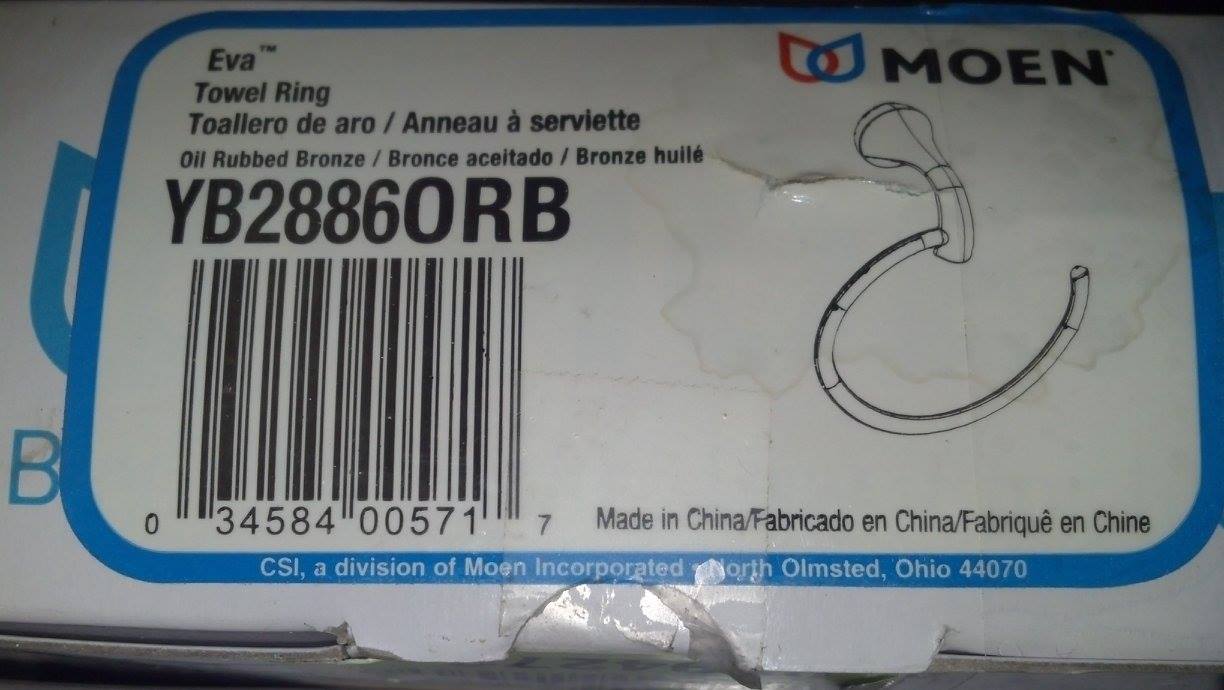 Eva™
MOEN
Towel Ring
Toallero de aro / Anneau à serviette
Oil Rubbed Bronze / Bronce aceitado / Bronze huilé
YB2886ORB
0 34584 00571 7
Made in China/Fabricado en China/Fabriquê en Chine
CSI, a division of Moen Incorporated • North Olmsted, Ohio 44070
B